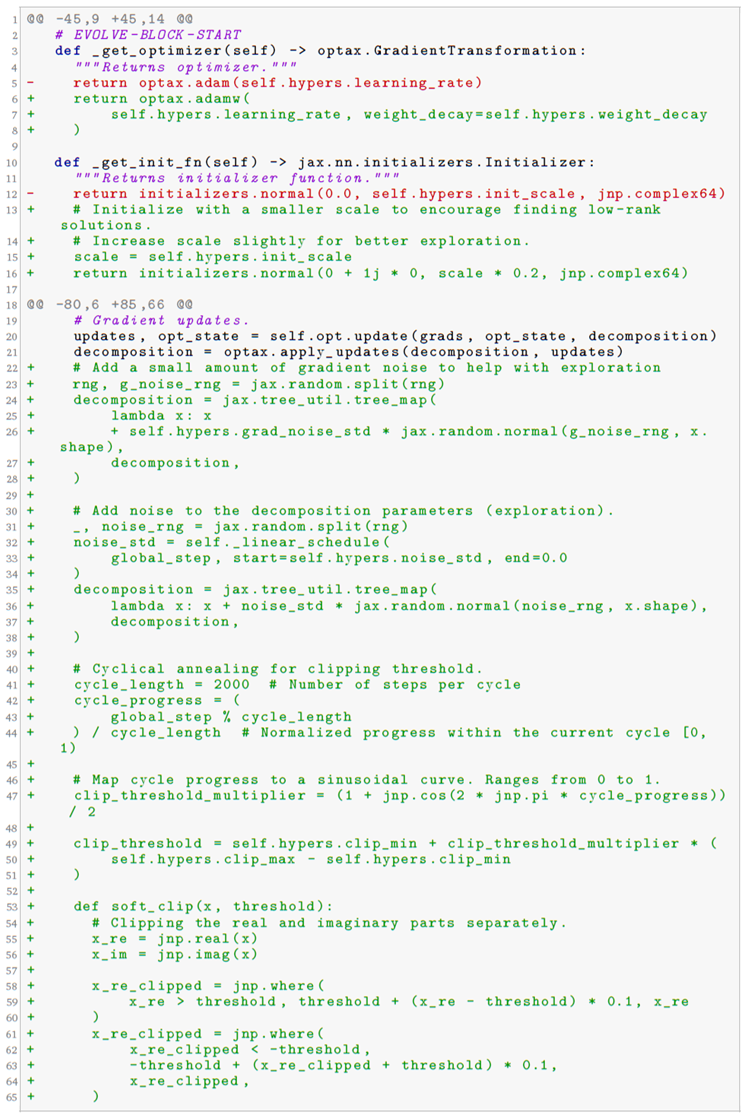 1 @@ -45,9 +45,14 @@
2 # EVOLVE-BLOCK-START
3 def _get_optimizer(self) -> optax.GradientTransformation:
4 """Returns optimizer."""
5 - return optax.adam(self.hypers.learning_rate)
6 + return optax.adamw(
7 + self.hypers.learning_rate, weight_decay=self.hypers.weight_decay
8 + )
9
10 def _get_init_fn(self) -> jax.nn.initializers.Initializer:
11 """Returns initializer function."""
12 - return initializers.normal(0.0, self.hypers.init_scale, jnp.complex64)
13 + # Initialize with a smaller scale to encourage finding low-rank
solutions.
14 + # Increase scale slightly for better exploration.
15 + scale = self.hypers.init_scale
16 + return initializers.normal(0 + 1j * 0, scale * 0.2, jnp.complex64)
17
18 @@ -80,6 +85,66 @@
19 # Gradient updates.
20 updates, opt_state = self.opt.update(grads, opt_state, decomposition)
21 decomposition = optax.apply_updates(decomposition, updates)
22 + # Add a small amount of gradient noise to help with exploration
23 + rng, g_noise_rng = jax.random.split(rng)
24 + decomposition = jax.tree_util.tree_map(
25 + lambda x: x
26 + + self.hypers.grad_noise_std * jax.random.normal(g_noise_rng, x.
shape),
27 + decomposition,
28 + )
29 +
30 + # Add noise to the decomposition parameters (exploration).
31 + _, noise_rng = jax.random.split(rng)
32 + noise_std = self._linear_schedule(
33 + global_step, start=self.hypers.noise_std, end=0.0
34 + )
35 + decomposition = jax.tree_util.tree_map(
36 + lambda x: x + noise_std * jax.random.normal(noise_rng, x.shape),
37 + decomposition,
38 + )
39 +
40 + # Cyclical annealing for clipping threshold.
41 + cycle_length = 2000 # Number of steps per cycle
42 + cycle_progress = (
43 + global_step % cycle_length
44 + ) / cycle_length # Normalized progress within the current cycle [0,
1)
45 +
46 + # Map cycle progress to a sinusoidal curve. Ranges from 0 to 1.
47 + clip_threshold_multiplier = (1 + jnp.cos(2 * jnp.pi * cycle_progress))
/ 2
48 +
49 + clip_threshold = self.hypers.clip_min + clip_threshold_multiplier * (
50 + self.hypers.clip_max - self.hypers.clip_min
51 + )
52 +
53 + def soft_clip(x, threshold):
54 + # Clipping the real and imaginary parts separately.
55 + x_re = jnp.real(x)
56 + x_im = jnp.imag(x)
57 +
58 + x_re_clipped = jnp.where(
59 + x_re > threshold, threshold + (x_re - threshold) * 0.1, x_re
60 + )
61 + x_re_clipped = jnp.where(
62 + x_re_clipped < -threshold,
63 + -threshold + (x_re_clipped + threshold) * 0.1,
64 + x_re_clipped,
65 + )